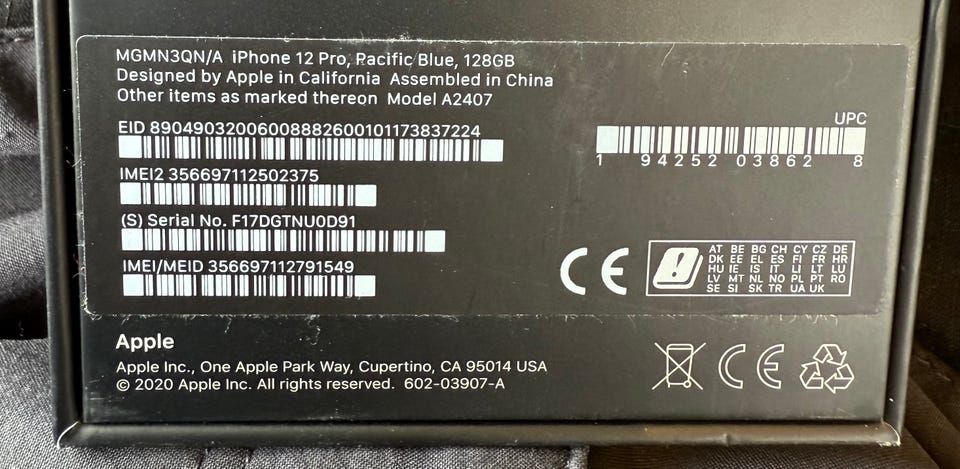 MGMN3QN/A iPhone 12 Pro, Pacific Blue, 128GB
Designed by Apple in California Assembled in China
Other items as marked thereon Model A2407
EID 89049032006008882600101173837224
UPC
1 94252 03862 8
IMEI2 356697112502375
(S) Serial No. F17DGTNU0D91
IMEI/MEID 356697112791549
CE
AT BE BG CH CY CZ DE
DK EE EL ES FI FR HR
HU IE IS IT LI LT LU
LV MT NL NO PL PT RO
SE SI SK TR UA UK
Apple
Apple Inc., One Apple Park Way, Cupertino, CA 95014 USA
© 2020 Apple Inc. All rights reserved. 602-03907-A
CE